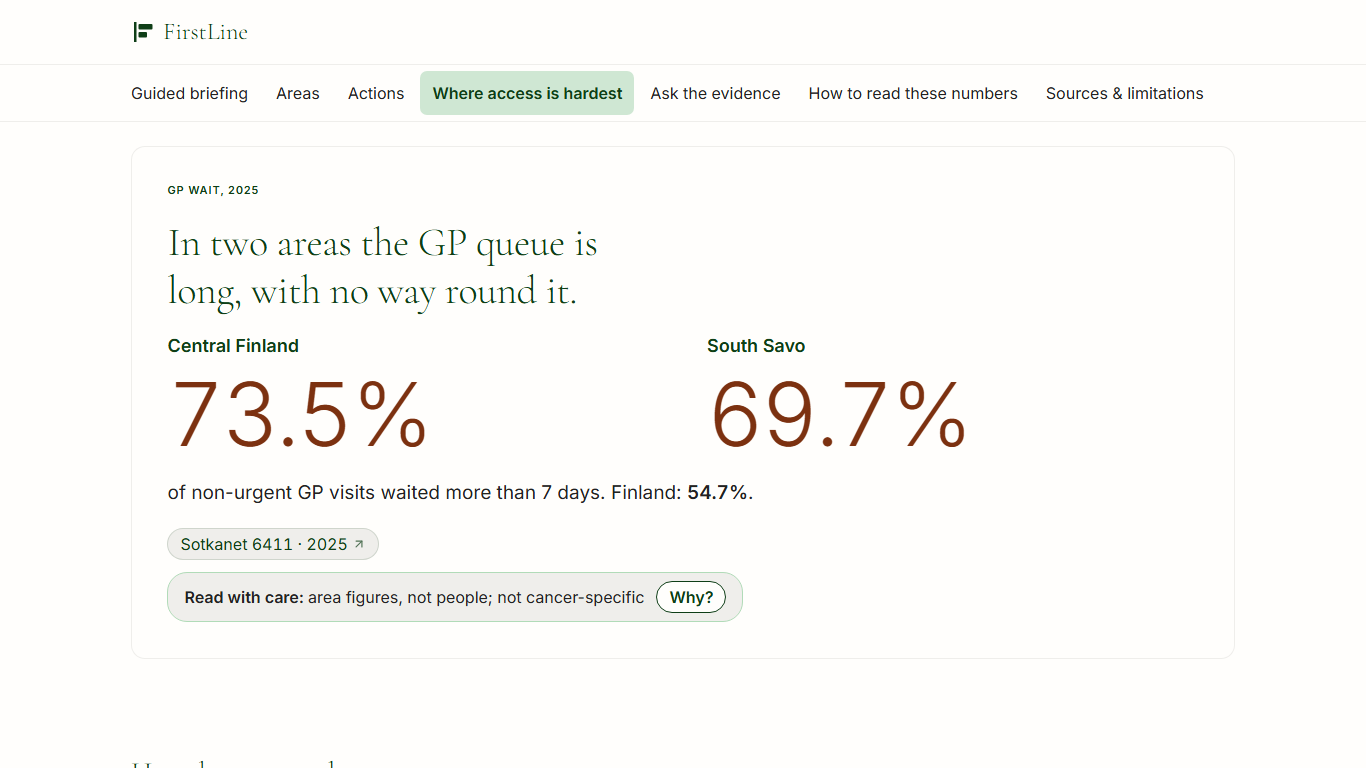 FirstLine
Guided briefing
Areas
Actions
Where access is hardest
Ask the evidence
How to read these numbers
Sources & limitations
GP WAIT, 2025
In two areas the GP queue is
long, with no way round it.
Central Finland
73.5%
South Savo
69.7%
of non-urgent GP visits waited more than 7 days. Finland: 54.7%.
Sotkanet 6411 · 2025 ↗
Read with care: area figures, not people; not cancer-specific
Why?